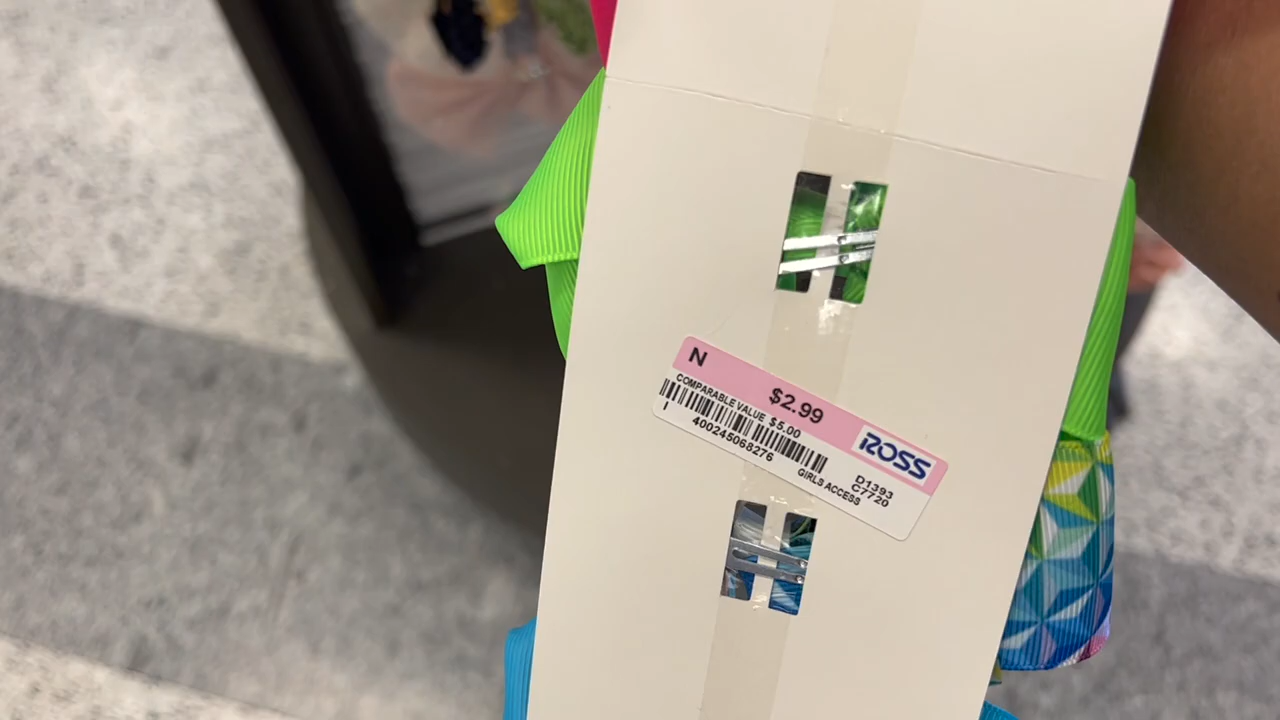 N
$2.99
COMPARABLE VALUE $5.00
ROSS
I
400245068276
GIRLS ACCESS
D1393
C7720